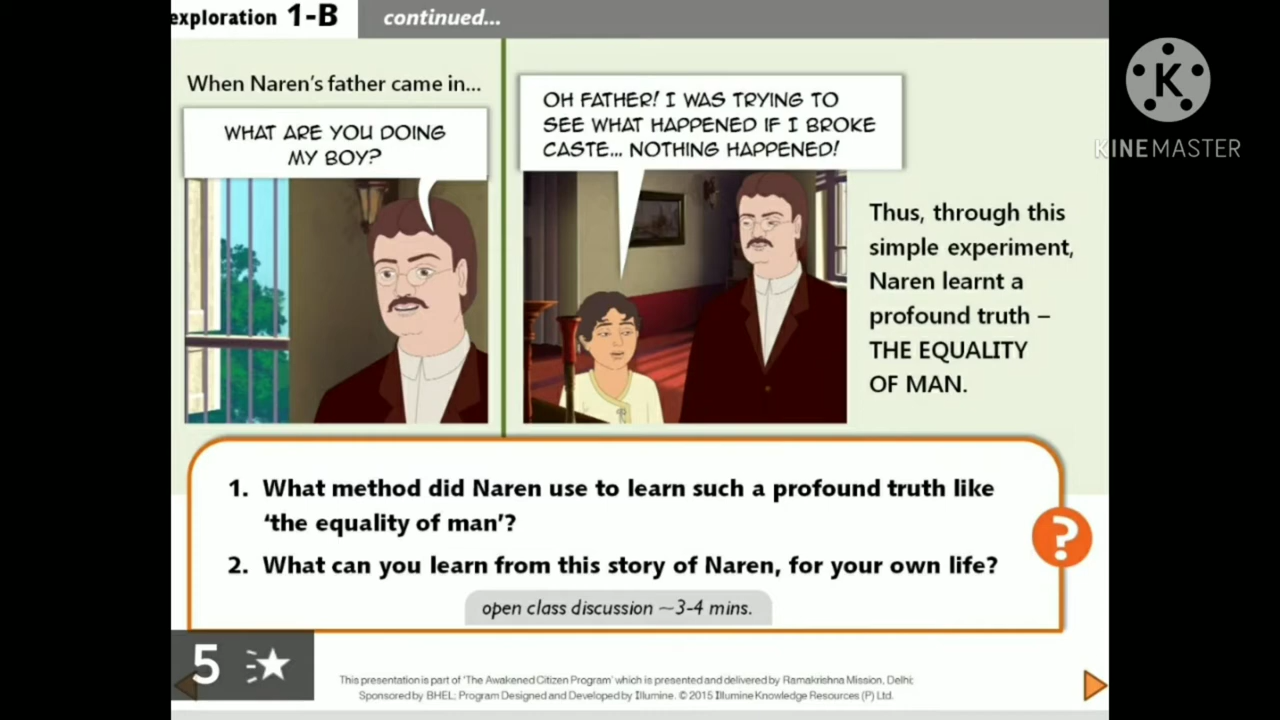 exploration 1-B continued...
When Naren's father came in...
WHAT ARE YOU DOING
MY BOY?
OH FATHER! I WAS TRYING TO
SEE WHAT HAPPENED IF I BROKE
CASTE... NOTHING HAPPENED!
Thus, through this
simple experiment,
Naren learnt a
profound truth –
THE EQUALITY
OF MAN.
1. What method did Naren use to learn such a profound truth like
'the equality of man'?
2. What can you learn from this story of Naren, for your own life?
?
open class discussion ~3-4 mins.
5
This presentation is part of 'The Awakened Citizen Program' which is presented and delivered by Ramakrishna Mission, Delhi;
Sponsored by BHEL; Program Designed and Developed by Illumine. © 2015 Illumine Knowledge Resources (P) Ltd.
K
KINEMASTER